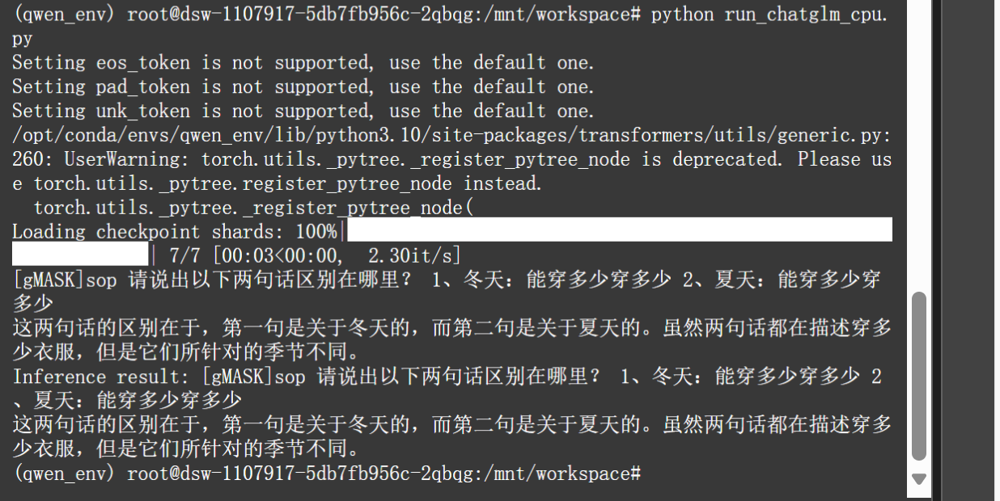 (qwen_env) root@dsw-1107917-5db7fb956c-2qbqg:/mnt/workspace# python run_chatglm_cpu.
py
Setting eos_token is not supported, use the default one.
Setting pad_token is not supported, use the default one.
Setting unk_token is not supported, use the default one.
/opt/conda/envs/qwen_env/lib/python3.10/site-packages/transformers/utils/generic.py:
260: UserWarning: torch.utils._pytree._register_pytree_node is deprecated. Please us
e torch.utils._pytree.register_pytree_node instead.
  torch.utils._pytree._register_pytree_node(
Loading checkpoint shards: 100%|
| 7/7 [00:03<00:00,  2.30it/s]
[gMASK]sop 请说出以下两句话区别在哪里？ 1、冬天：能穿多少穿多少 2、夏天：能穿多少穿
多少
这两句话的区别在于，第一句是关于冬天的，而第二句是关于夏天的。虽然两句话都在描述穿多
少衣服，但是它们所针对的季节不同。
Inference result: [gMASK]sop 请说出以下两句话区别在哪里？ 1、冬天：能穿多少穿多少 2
、夏天：能穿多少穿多少
这两句话的区别在于，第一句是关于冬天的，而第二句是关于夏天的。虽然两句话都在描述穿多
少衣服，但是它们所针对的季节不同。
(qwen_env) root@dsw-1107917-5db7fb956c-2qbqg:/mnt/workspace#